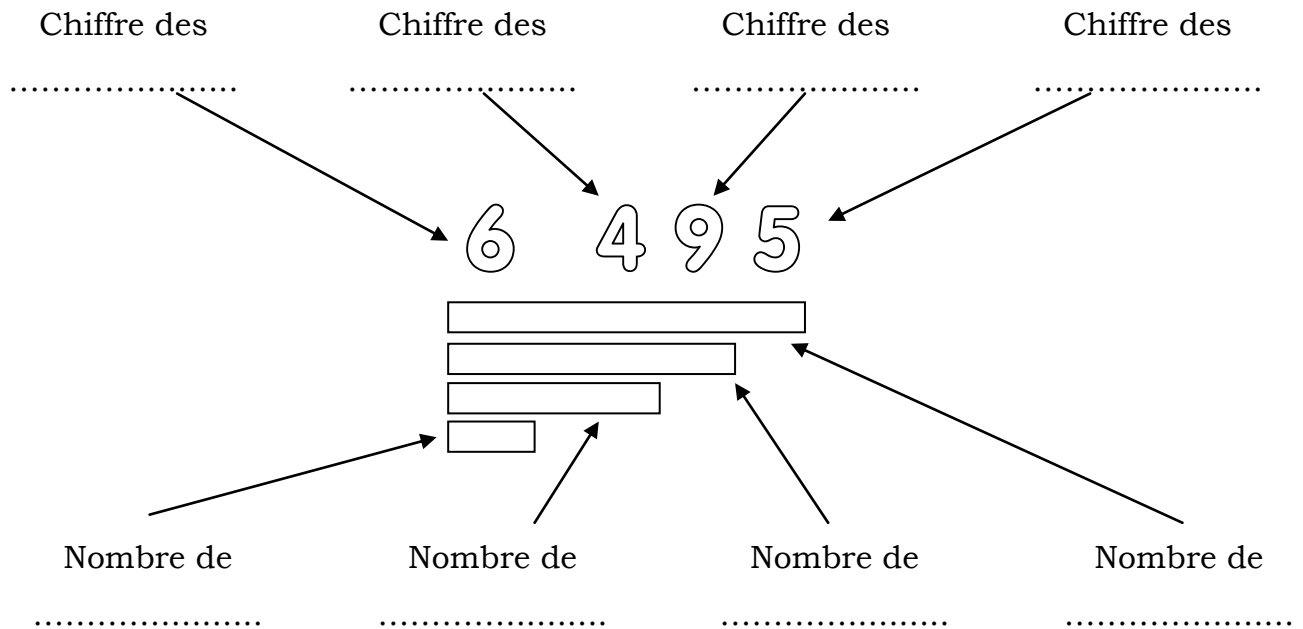 Chiffre des Chiffre des Chiffre des Chiffre des
………………… ………………… ………………… …………………
6 495
Nombre de Nombre de Nombre de Nombre de
………………… ………………… ………………… …………………